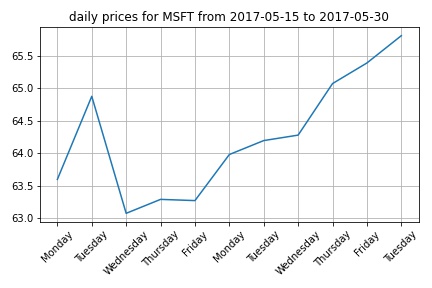 daily prices for MSFT from 2017-05-15 to 2017-05-30
65.5
65.0
64.5
64.0
63.5
63.0
Monday
Tuesday
Wednesday
Thursday
Friday
Monday
Tuesday
Wednesday
Thursday
Friday
Tuesday